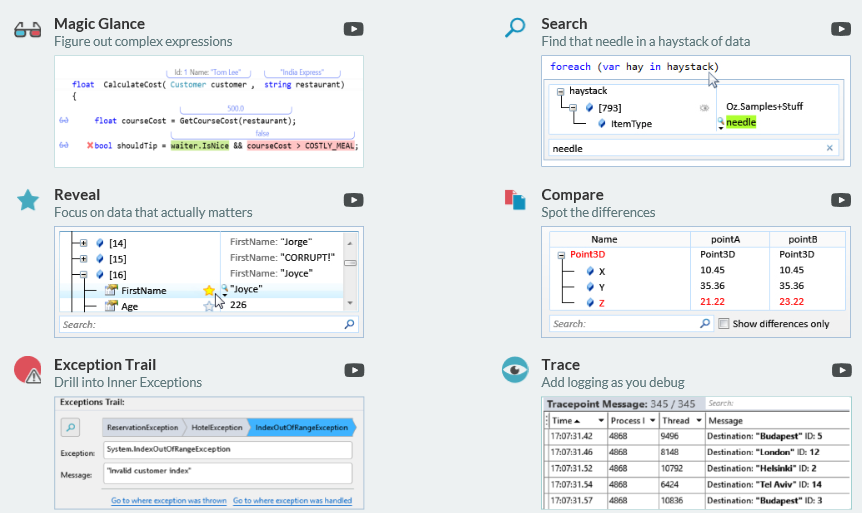 Magic Glance
Figure out complex expressions
Id: 1 Name: "Tom Lee" "India Express"
float CalculateCost( Customer customer , string restaurant)
{
500.0
float courseCost = GetCourseCost(restaurant);
false
bool shouldTip = waiter.IsNice && courseCost > COSTLY_MEAL;
Search
Find that needle in a haystack of data
foreach (var hay in haystack)
haystack
[793] Oz.Samples+Stuff
ItemType needle
needle
Reveal
Focus on data that actually matters
[14] FirstName: "Jorge"
[15] FirstName: "CORRUPT!"
[16] FirstName: "Joyce"
FirstName "Joyce"
Age 226
Search:
Compare
Spot the differences
Name pointA pointB
Point3D Point3D Point3D
X 10.45 10.45
Y 35.36 35.36
Z 21.22 23.22
Search: Show differences only
Exception Trail
Drill into Inner Exceptions
Exceptions Trail:
ReservationException HotelException IndexOutOfRangeException
Exception: System.IndexOutOfRangeException
Message: "Invalid customer index"
Go to where exception was thrown Go to where exception was handled
Trace
Add logging as you debug
Tracepoint Message: 345 / 345 Search:
Time Process I Thread Message
17:07:31.42 4868 9496 Destination: "Budapest" ID: 5
17:07:31.46 4868 8148 Destination: "London" ID: 12
17:07:31.52 4868 10792 Destination: "Helsinki" ID: 2
17:07:31.54 4868 6424 Destination: "Tel Aviv" ID: 14
17:07:31.57 4868 10836 Destination: "Budapest" ID: 3